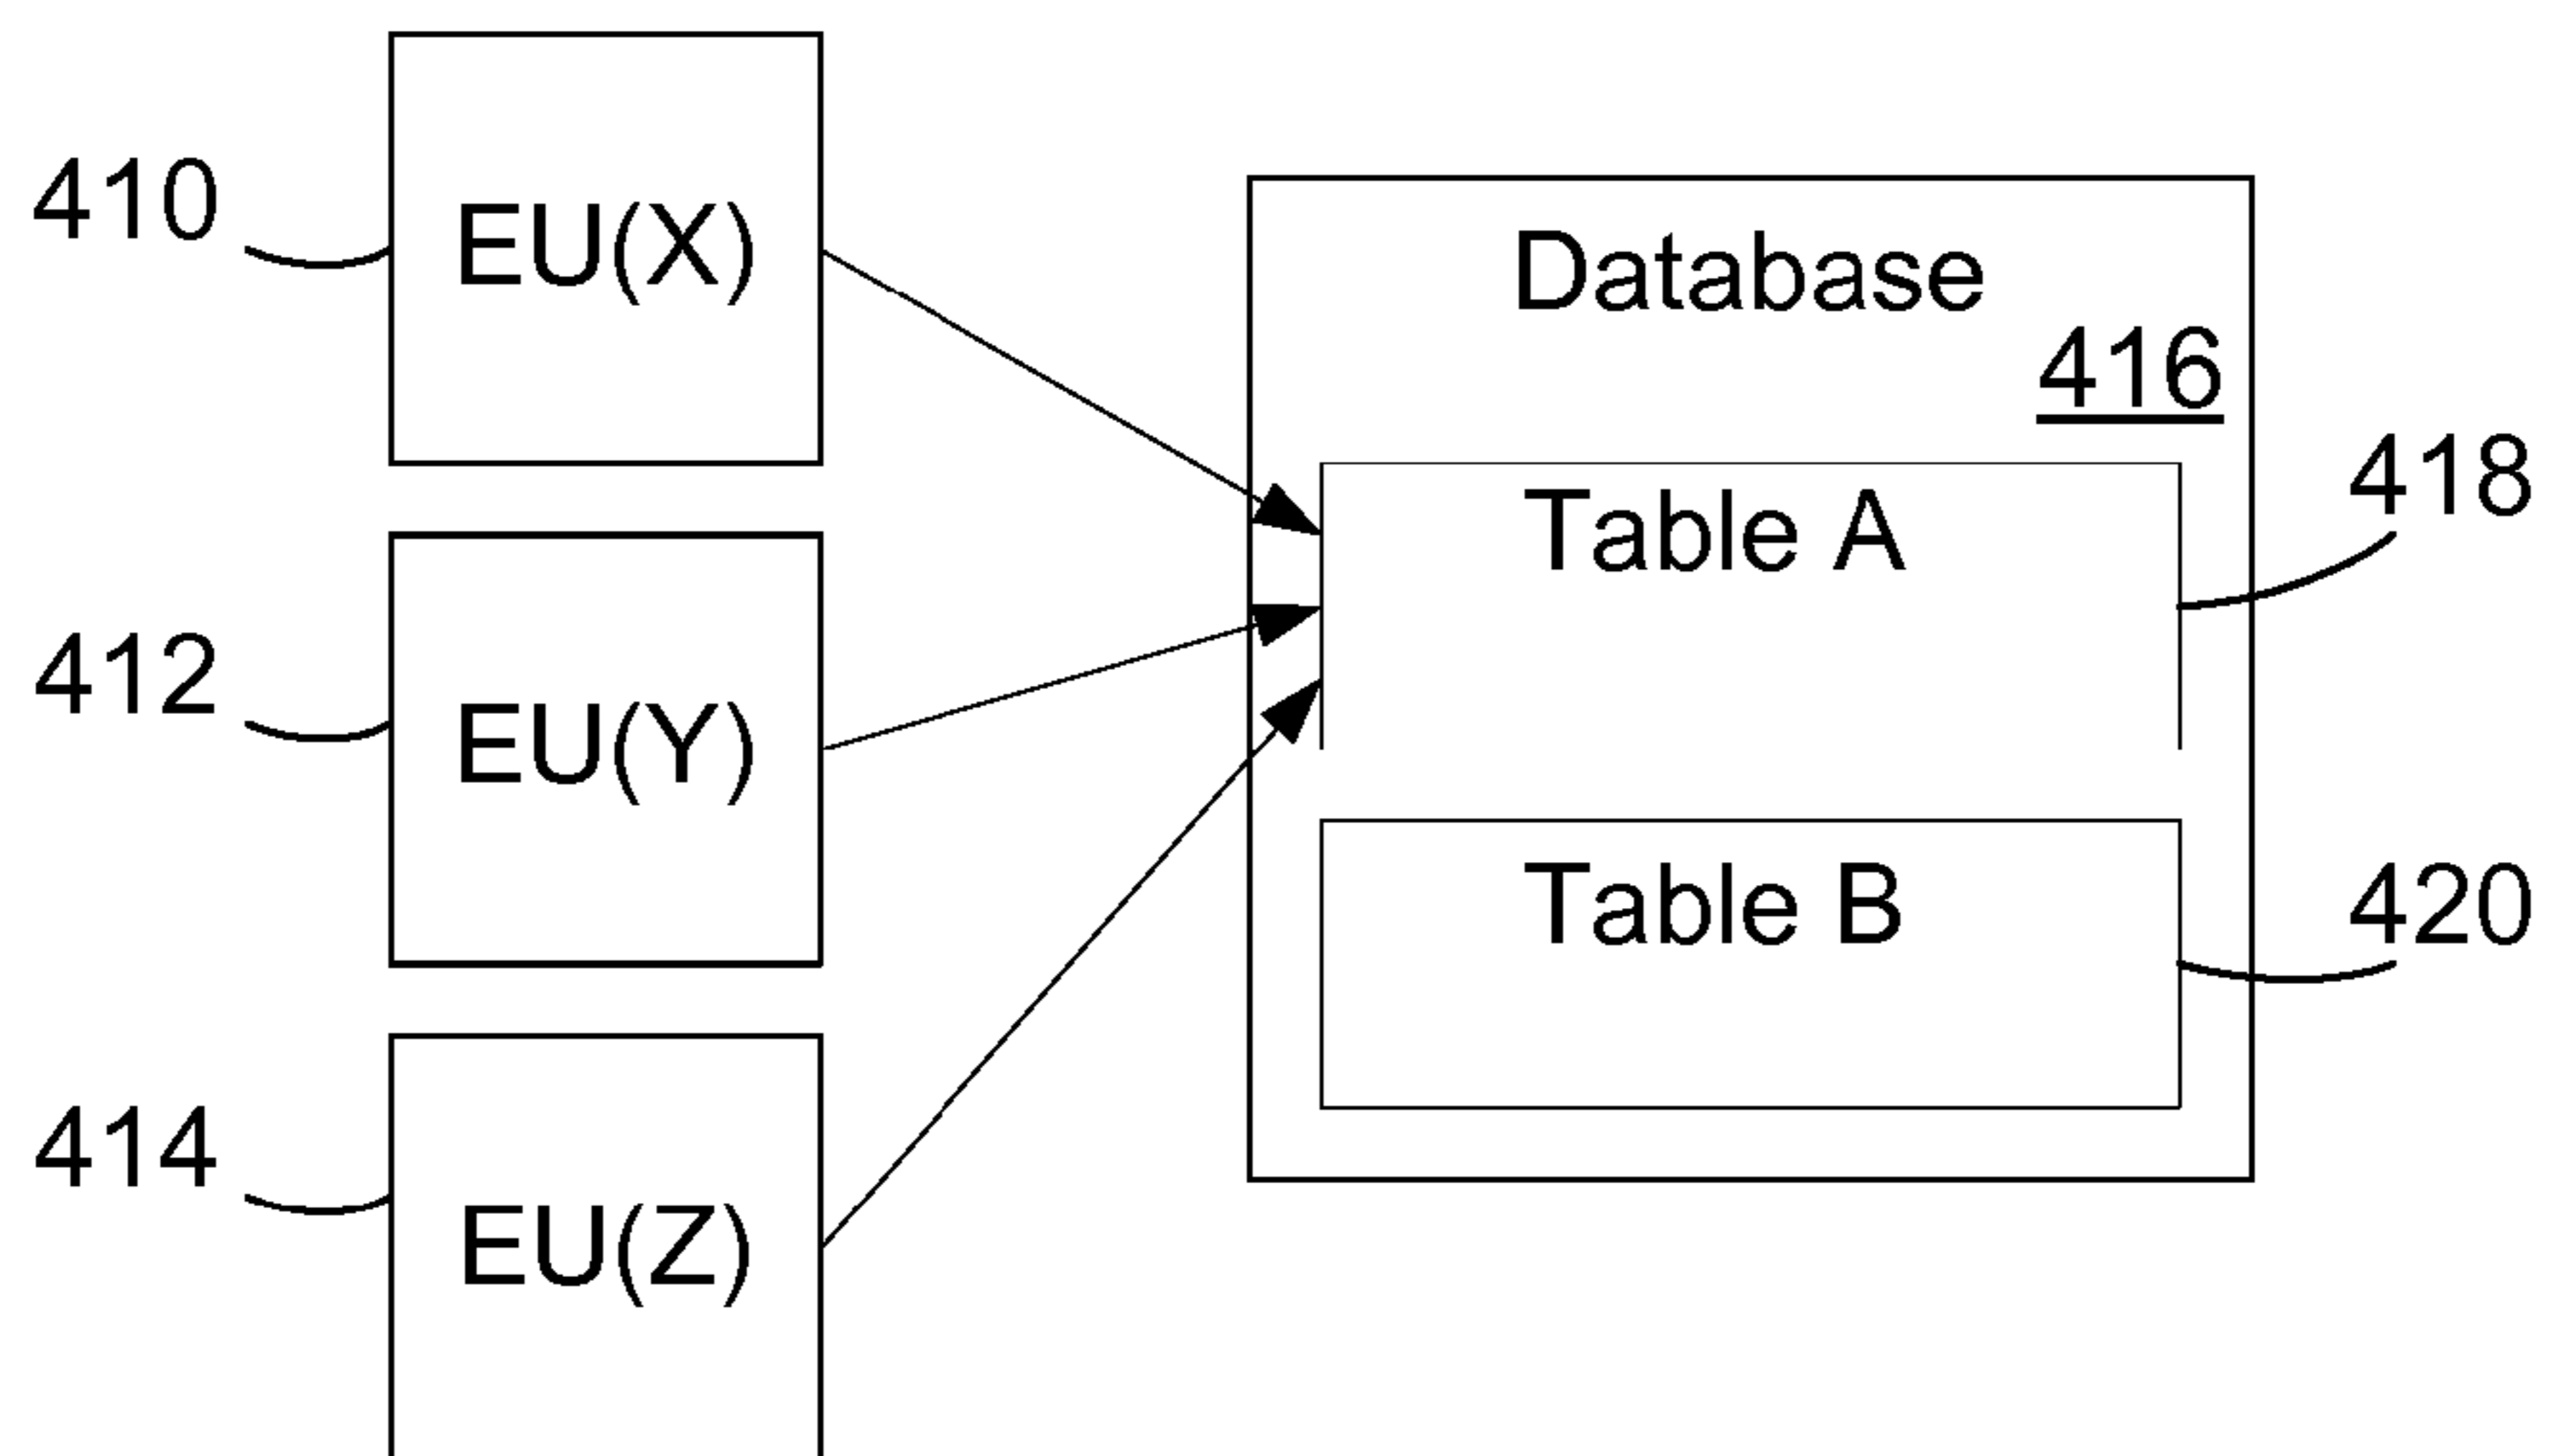 410
EU(X)
Database
416
Table A
418
412
EU(Y)
Table B
420
414
EU(Z)